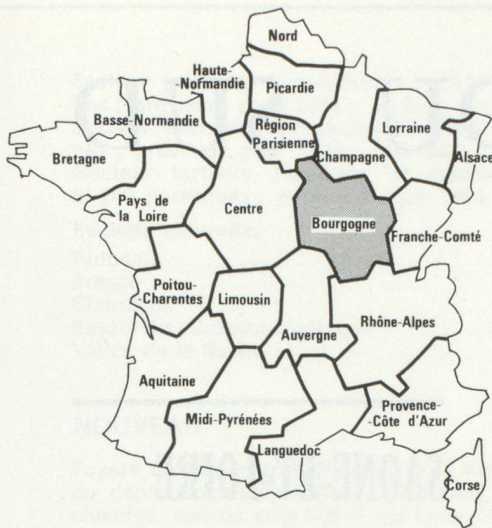 Nord
Haute-
Normandie
Picardie
Basse-Normandie
Région
Parisienne
Lorraine
Bretagne
Champagne
Alsace
Pays de
la Loire
Centre
Bourgogne
Franche-Comté
Poitou-
Charentes
Limousin
Auvergne
Rhône-Alpes
Aquitaine
Midi-Pyrénées
Provence-
Côte d'Azur
Languedoc
Corse